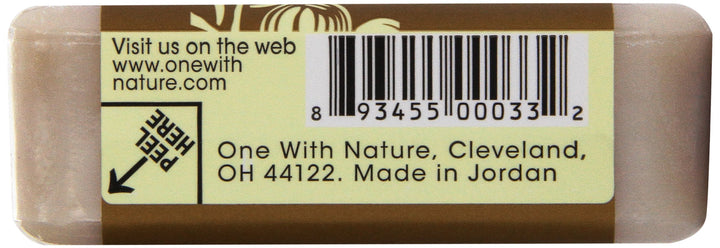 Visit us on the web
www.onewith
nature.com
8 93455 00033 2
PEEL
HERE
One With Nature, Cleveland,
OH 44122. Made in Jordan